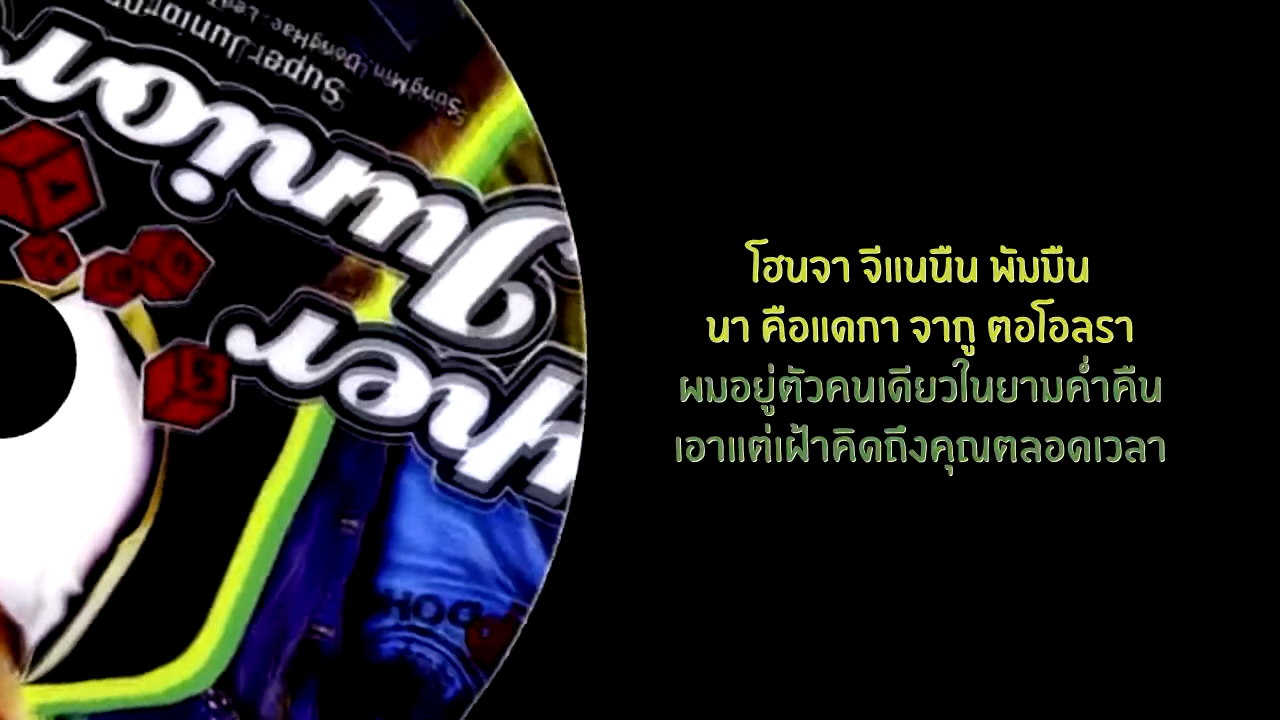 Super Junior
Junior
โฮนจา จีแนนึน พัมมึน
นา คือแดกา จากู ตอโอลรา
ผมอยู่ตัวคนเดียวในยามค่ำคืน
เอาแต่เฝ้าคิดถึงคุณตลอดเวลา